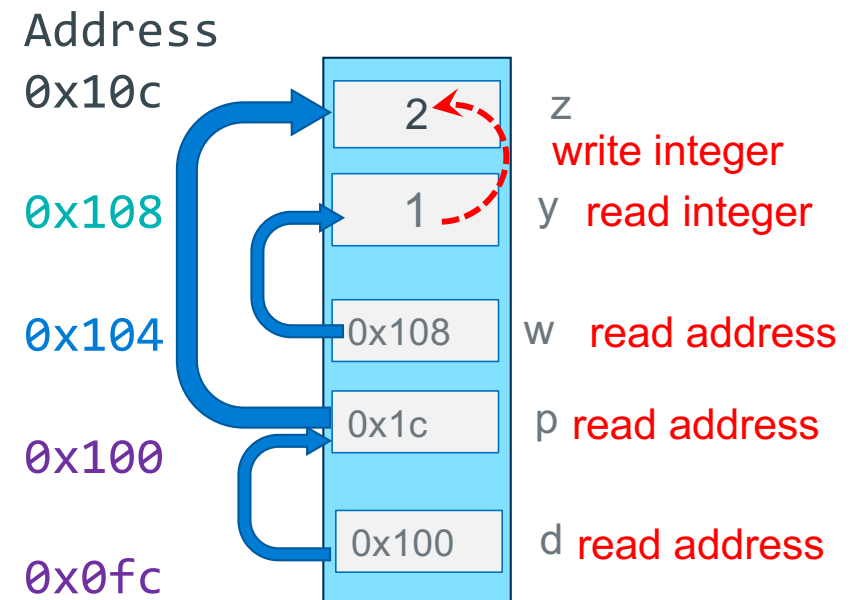 Address
0x10c
2
z
write integer
0x108
1
y
read integer
0x104
0x108
w
read address
0x100
0x1c
p
read address
0x0fc
0x100
d
read address